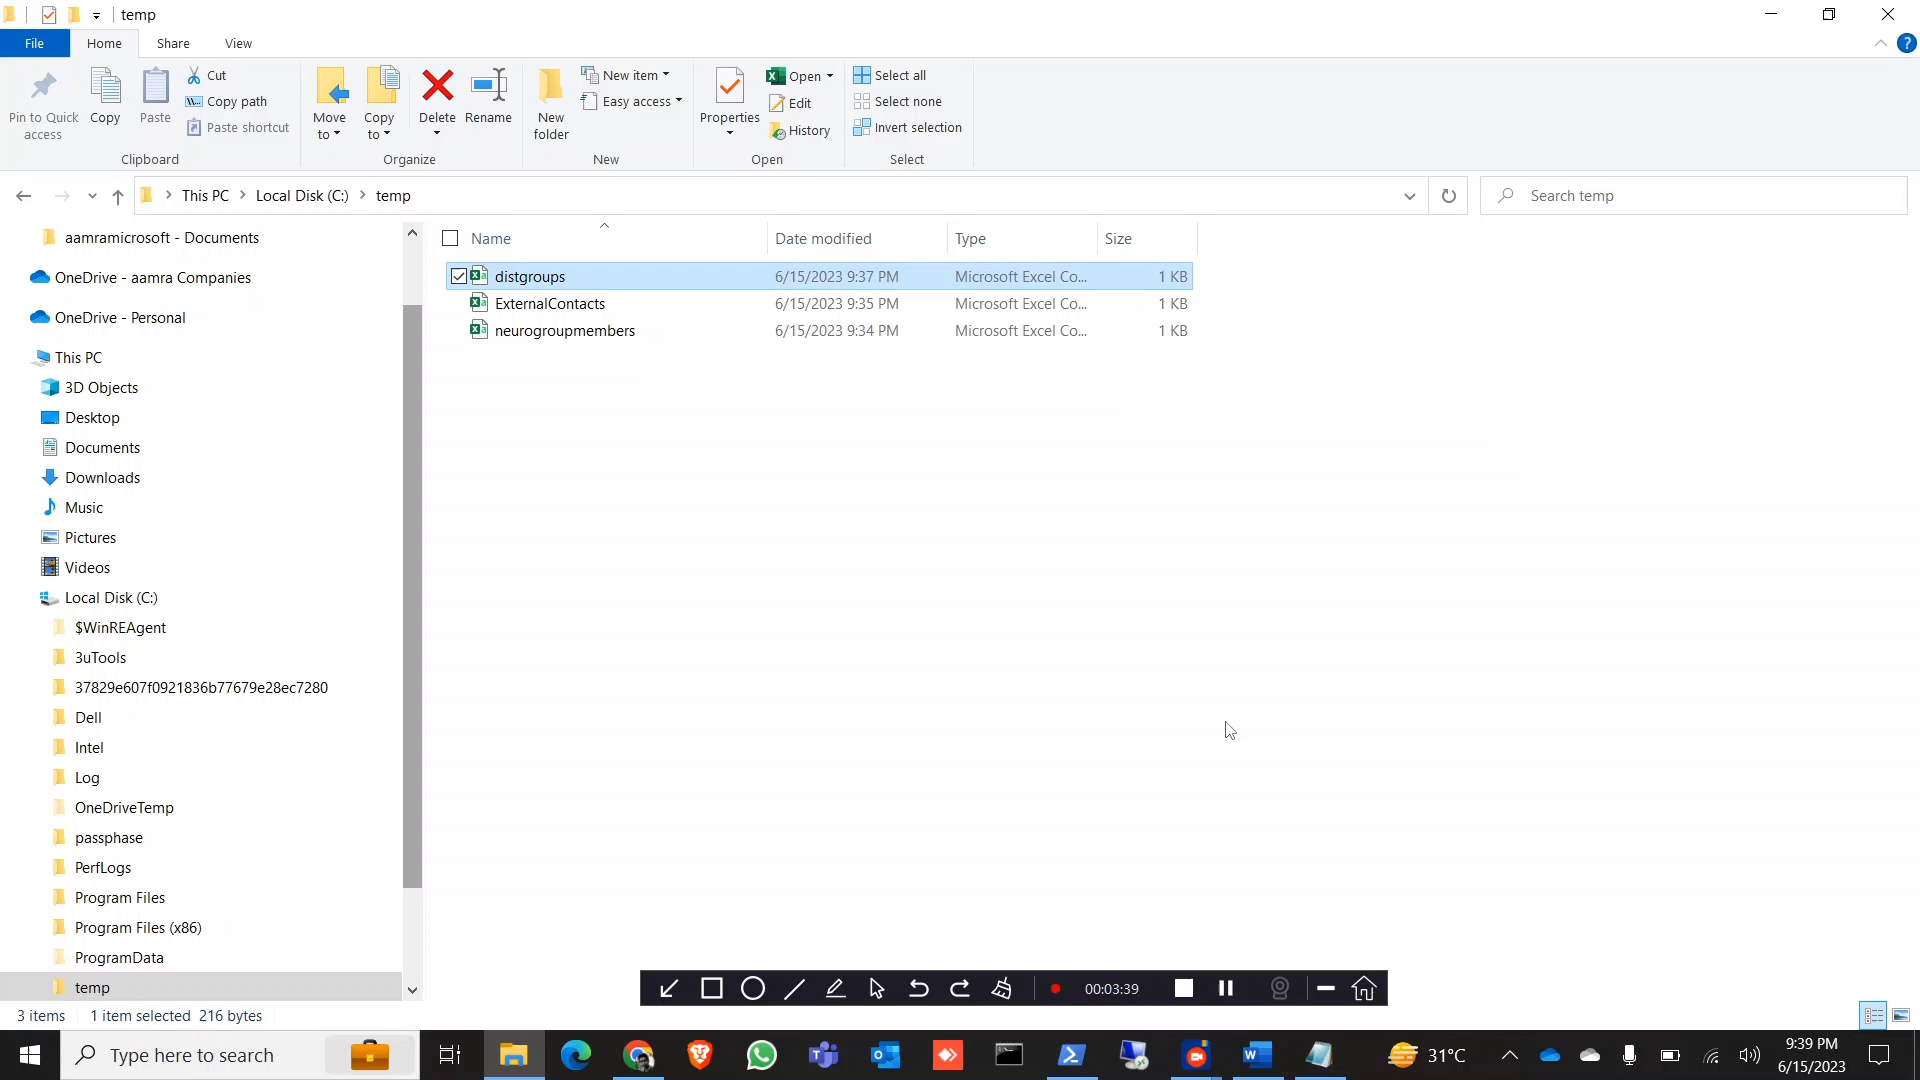 temp
File
Home
Share
View
Pin to Quick
access
Copy
Paste
Cut
Copy path
Paste shortcut
Move
to
Copy
to
Delete
Rename
New
folder
New item
Easy access
Properties
Open
Edit
History
Select all
Select none
Invert selection
Clipboard
Organize
New
Open
Select
This PC
Local Disk (C:)
temp
Search temp
aamramicrosoft - Documents
OneDrive - aamra Companies
OneDrive - Personal
This PC
3D Objects
Desktop
Documents
Downloads
Music
Pictures
Videos
Local Disk (C:)
$WinREAgent
3uTools
37829e607f0921836b77679e28ec7280
Dell
Intel
Log
OneDriveTemp
passphase
PerfLogs
Program Files
Program Files (x86)
ProgramData
temp
Name
Date modified
Type
Size
distgroups 6/15/2023 9:37 PM Microsoft Excel Co... 1 KB
ExternalContacts 6/15/2023 9:35 PM Microsoft Excel Co... 1 KB
neurogroupmembers 6/15/2023 9:34 PM Microsoft Excel Co... 1 KB
00:03:39
3 items 1 item selected 216 bytes
Type here to search
31°C
9:39 PM
6/15/2023